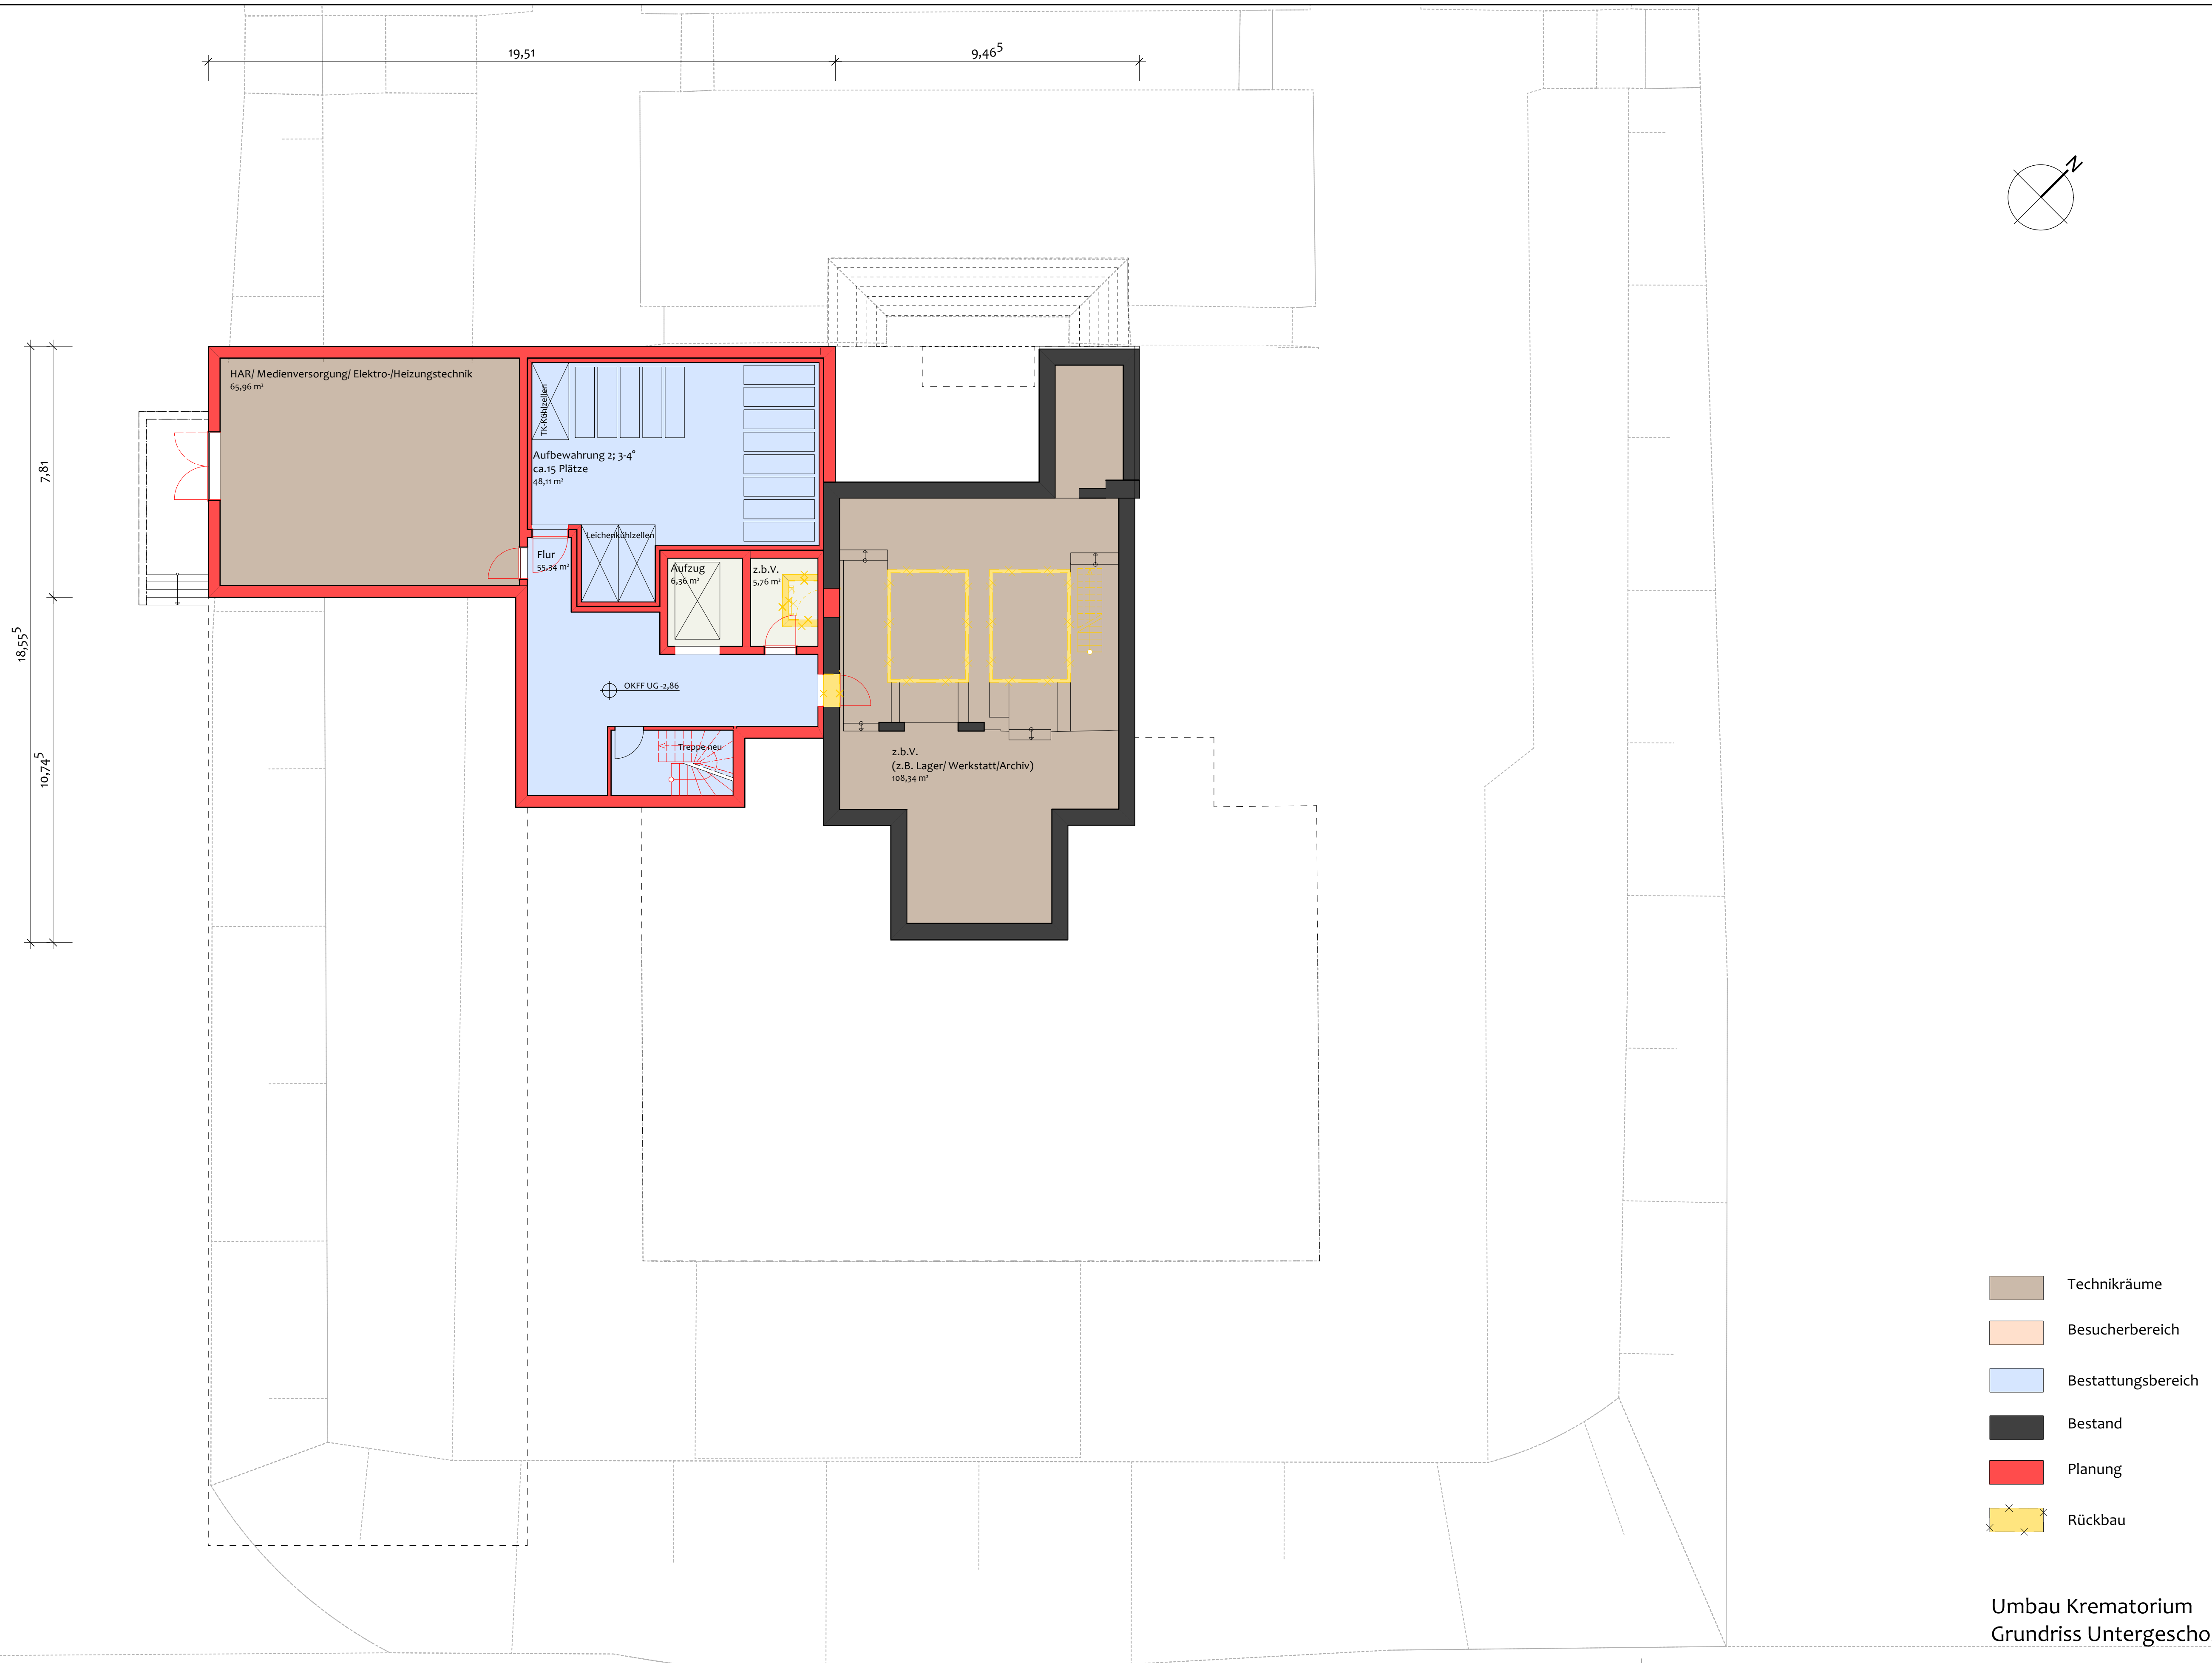 19,51
9,46⁵
N
7,81
18,55⁵
10,74⁵
HAR/ Medienversorgung/ Elektro-/Heizungstechnik
65,96 m²
TK-Kühlzellen
Aufbewahrung 2; 3-4°
ca.15 Plätze
48,11 m²
Leichenkühlzellen
Flur
55,34 m²
Aufzug
6,36 m²
z.b.V.
5,76 m²
OKFF UG -2,86
Treppe neu
z.b.V.
(z.B. Lager/ Werkstatt/Archiv)
108,34 m²
Technikräume
Besucherbereich
Bestattungsbereich
Bestand
Planung
Rückbau
Umbau Krematorium
Grundriss Untergescho